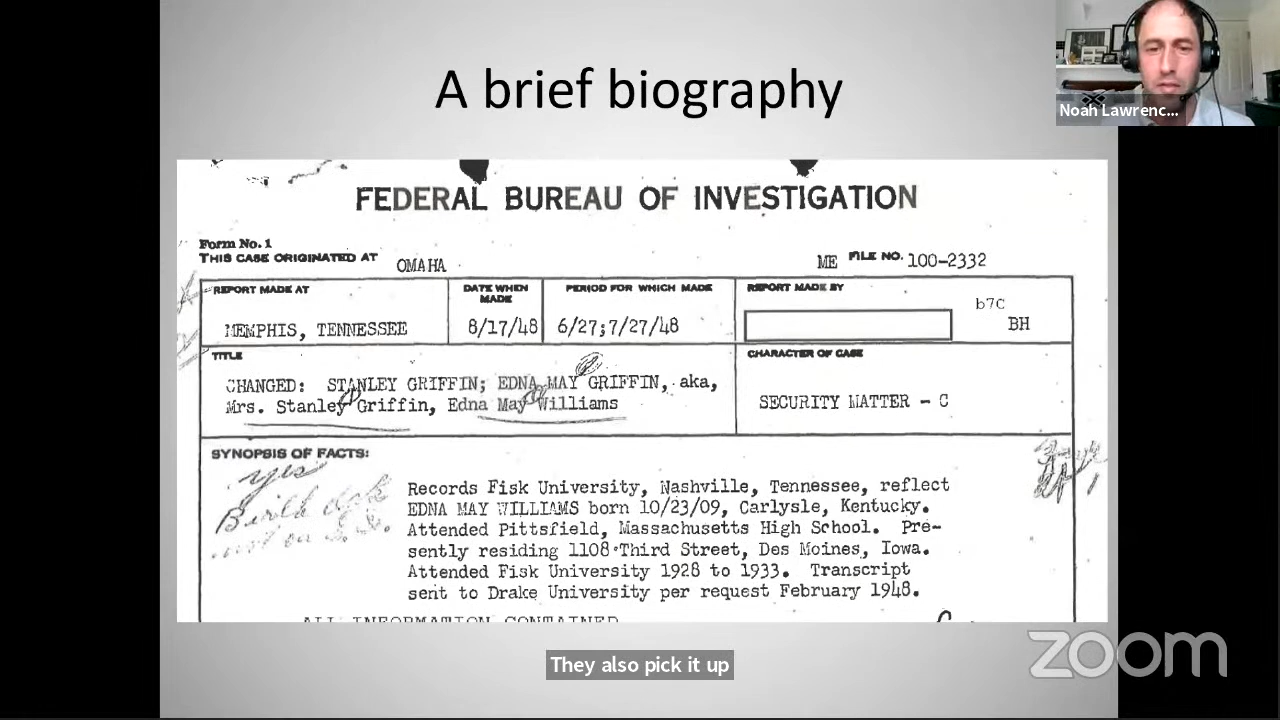 A brief biography
Noah Lawrenc...
FEDERAL BUREAU OF INVESTIGATION
Form No. 1
THIS CASE ORIGINATED AT OMAHA ME FILE NO. 100-2332
REPORT MADE AT DATE WHEN MADE PERIOD FOR WHICH MADE REPORT MADE BY
b7C
MEMPHIS, TENNESSEE 8/17/48 6/27;7/27/48 BH
TITLE CHARACTER OF CASE
CHANGED: STANLEY GRIFFIN; EDNA MAY GRIFFIN, aka,
Mrs. Stanley Griffin, Edna May Williams SECURITY MATTER - C
SYNOPSIS OF FACTS:
yes
Birth
Records Fisk University, Nashville, Tennessee, reflect
EDNA MAY WILLIAMS born 10/23/09, Carlysle, Kentucky.
Attended Pittsfield, Massachusetts High School. Pre-
sently residing 1108 Third Street, Des Moines, Iowa.
Attended Fisk University 1928 to 1933. Transcript
sent to Drake University per request February 1948.
ALL INFORMATION CONTAINED
They also pick it up
zoom